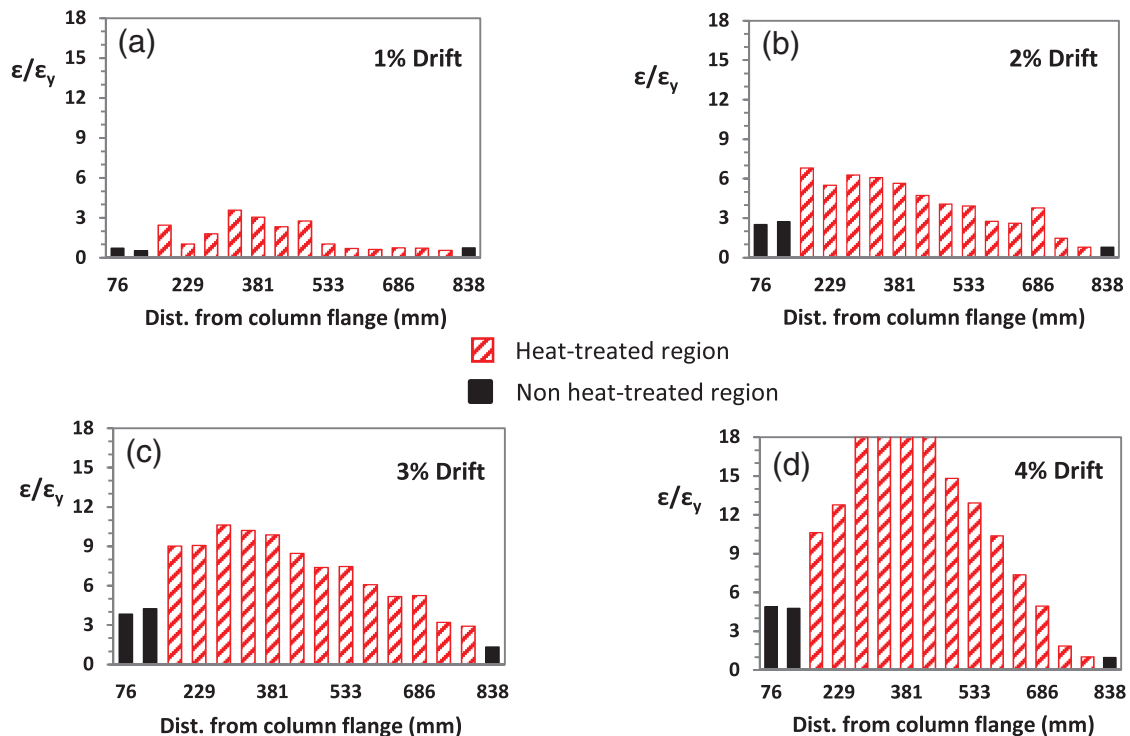 (a)
1% Drift
ε/εy
18
15
12
9
6
3
0
76 229 381 533 686 838
Dist. from column flange (mm)
(b)
2% Drift
ε/εy
18
15
12
9
6
3
0
76 229 381 533 686 838
Dist. from column flange (mm)
Heat-treated region
Non heat-treated region
(c)
3% Drift
ε/εy
18
15
12
9
6
3
0
76 229 381 533 686 838
Dist. from column flange (mm)
(d)
4% Drift
ε/εy
18
15
12
9
6
3
0
76 229 381 533 686 838
Dist. from column flange (mm)